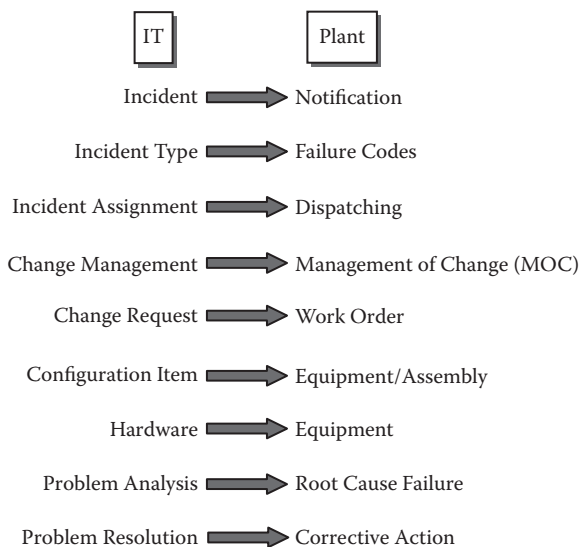 IT Plant
Incident Notification
Incident Type Failure Codes
Incident Assignment Dispatching
Change Management Management of Change (MOC)
Change Request Work Order
Configuration Item Equipment/Assembly
Hardware Equipment
Problem Analysis Root Cause Failure
Problem Resolution Corrective Action